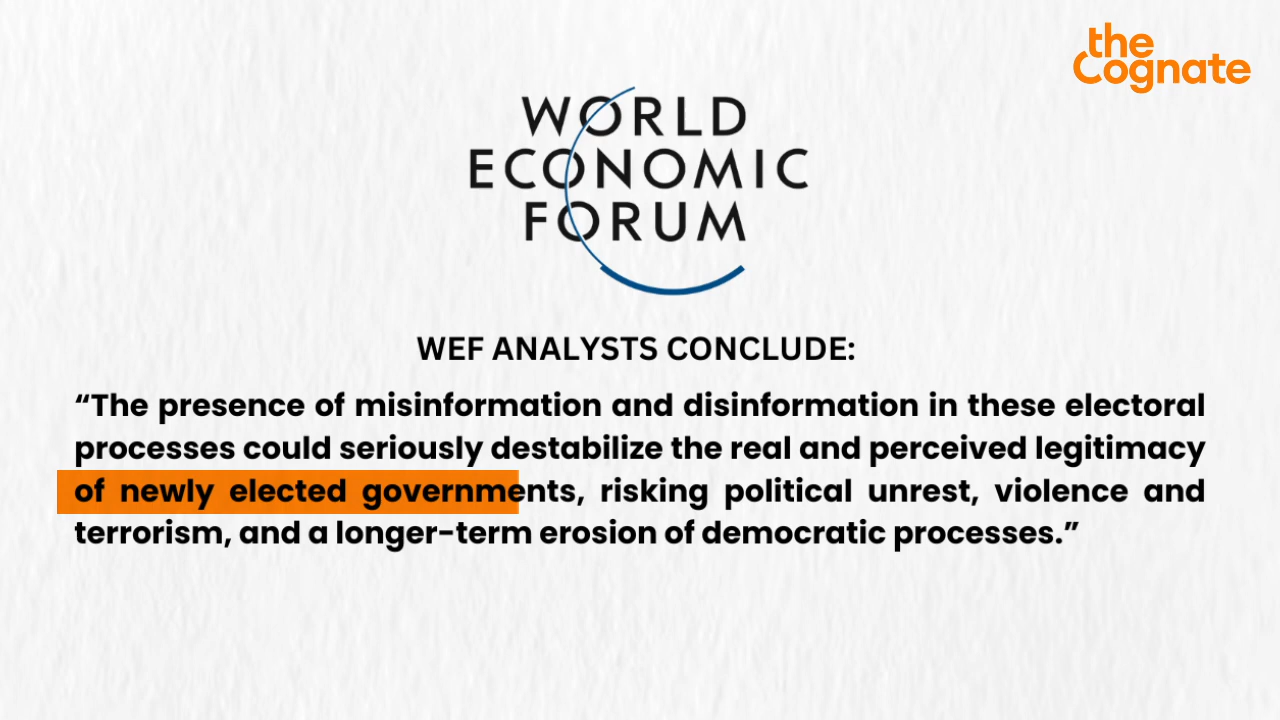 the
Cognate
WORLD
ECONOMIC
FORUM
WEF ANALYSTS CONCLUDE:
“The presence of misinformation and disinformation in these electoral
processes could seriously destabilize the real and perceived legitimacy
of newly elected governments, risking political unrest, violence and
terrorism, and a longer-term erosion of democratic processes.”